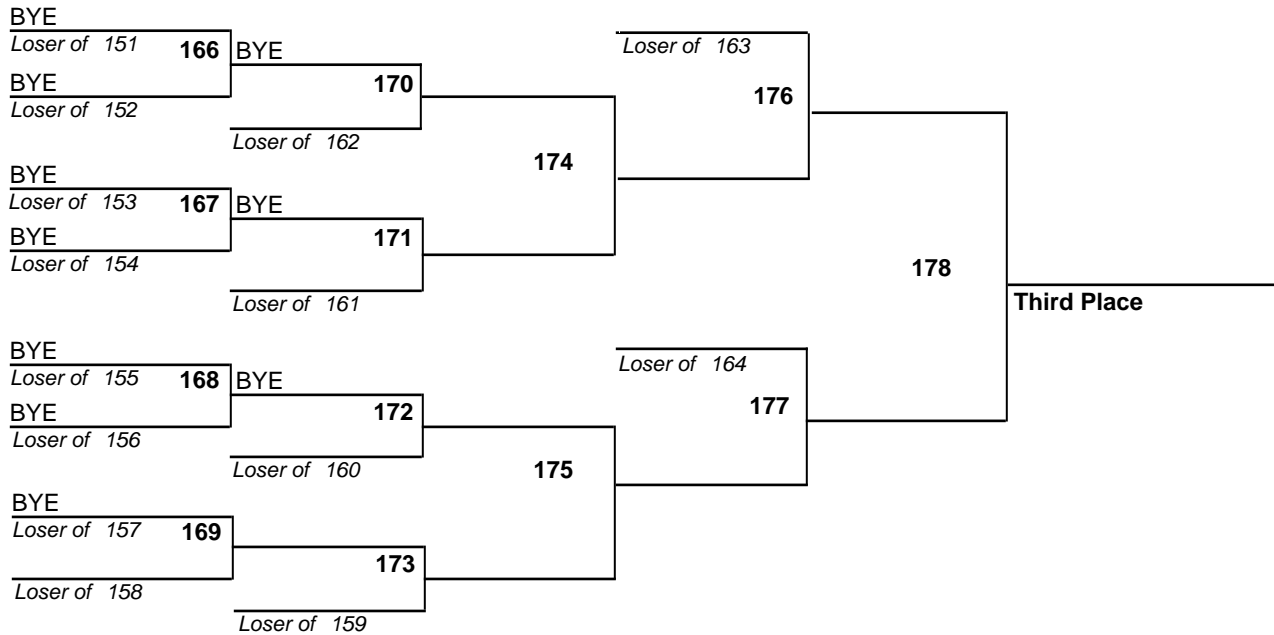 BYE
Loser of 151
166
BYE
BYE
Loser of 152
170
Loser of 162
BYE
Loser of 153
167
BYE
BYE
Loser of 154
171
Loser of 161
174
Loser of 163
176
BYE
Loser of 155
168
BYE
BYE
Loser of 156
172
Loser of 160
BYE
Loser of 157
169
Loser of 158
173
Loser of 159
175
Loser of 164
177
178
Third Place